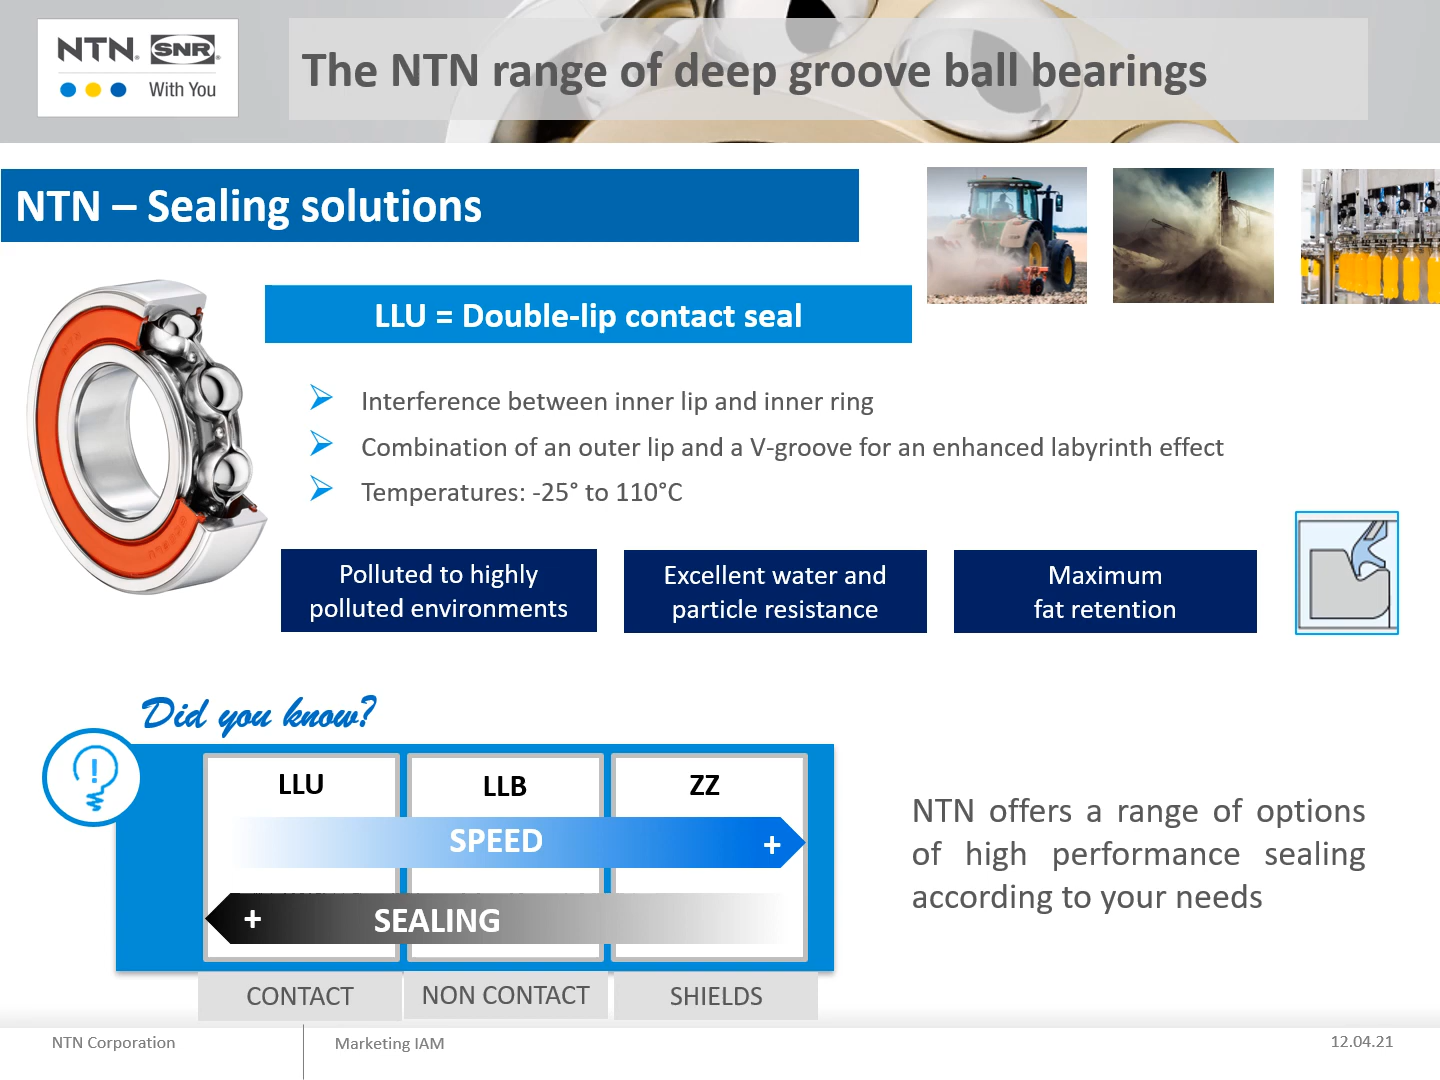 NTN. SNR.
With You
The NTN range of deep groove ball bearings
NTN – Sealing solutions
LLU = Double-lip contact seal
Interference between inner lip and inner ring
Combination of an outer lip and a V-groove for an enhanced labyrinth effect
Temperatures: -25° to 110°C
Polluted to highly
polluted environments
Excellent water and
particle resistance
Maximum
fat retention
Did you know?
!
LLU
LLB
ZZ
SPEED
+
+
SEALING
CONTACT
NON CONTACT
SHIELDS
NTN offers a range of options
of high performance sealing
according to your needs
NTN Corporation
Marketing IAM
12.04.21